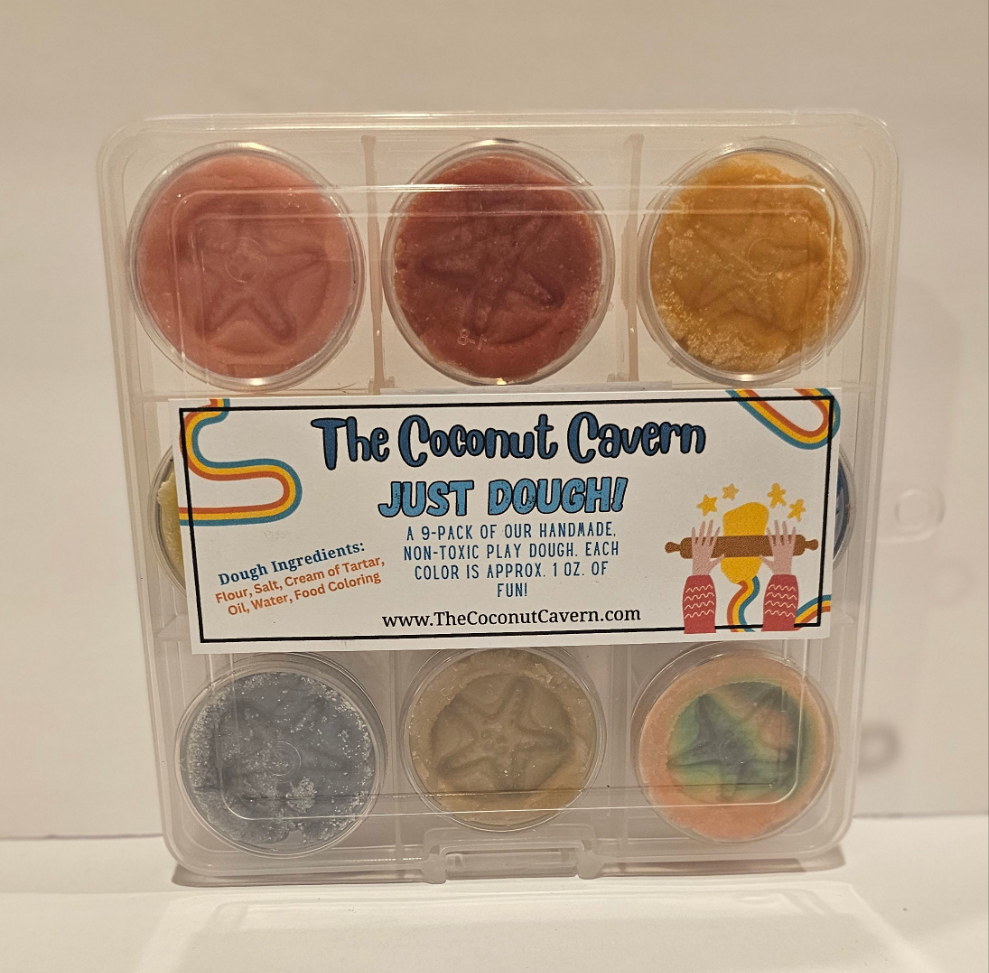 The Coconut Cavern
JUST DOUGH!
A 9-PACK OF OUR HANDMADE,
NON-TOXIC PLAY DOUGH. EACH
COLOR IS APPROX. 1 OZ. OF
FUN!
Dough Ingredients:
Flour, Salt, Cream of Tartar,
Oil, Water, Food Coloring
www.TheCoconutCavern.com